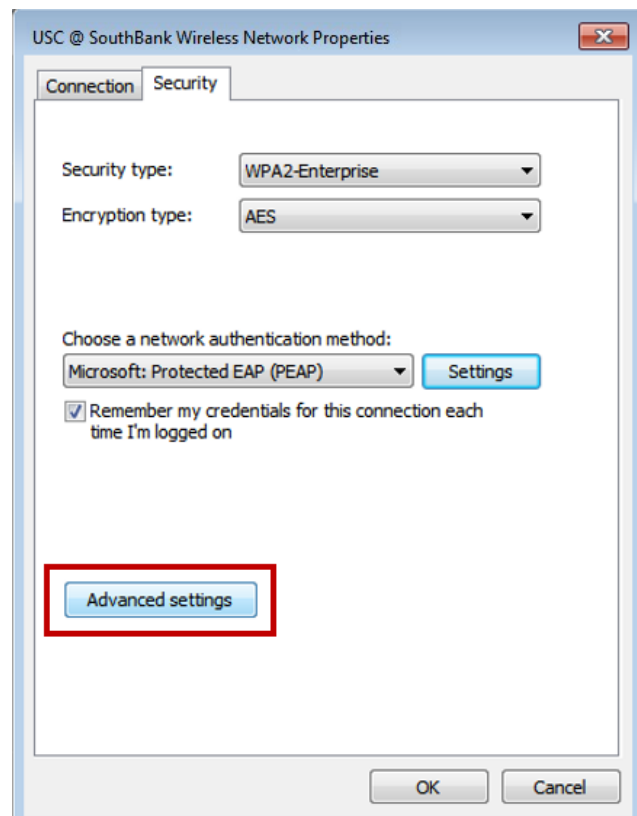 USC @ SouthBank Wireless Network Properties
Connection Security
Security type: WPA2-Enterprise
Encryption type: AES
Choose a network authentication method:
Microsoft: Protected EAP (PEAP) Settings
Remember my credentials for this connection each
time I'm logged on
Advanced settings
OK Cancel